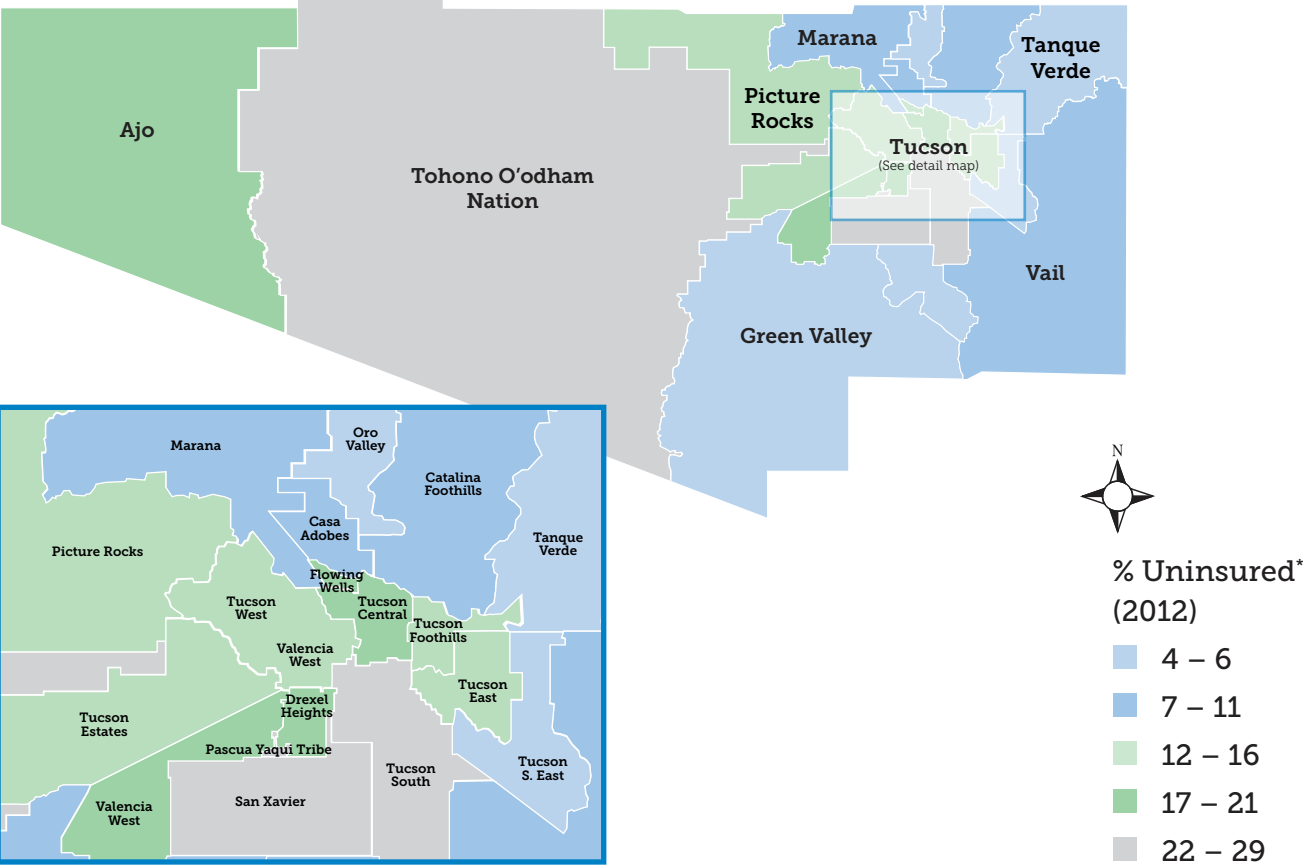 Marana
Tanque
Verde
Picture
Rocks
Ajo
Tucson
(See detail map)
Tohono O’odham
Nation
Vail
Green Valley
Marana
Oro
Valley
Catalina
Foothills
Casa
Adobes
Tanque
Verde
Picture Rocks
Flowing
Wells
Tucson
West
Tucson
Central
Tucson
Foothills
Valencia
West
Tucson
East
Drexel
Heights
Tucson
Estates
Pascua Yaqui Tribe
Tucson
S. East
Tucson
South
San Xavier
Valencia
West
N
% Uninsured*
(2012)
4 – 6
7 – 11
12 – 16
17 – 21
22 – 29